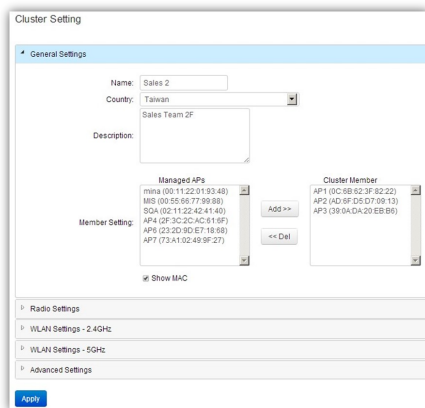 Cluster Setting
General Settings
Name: Sales 2
Country: Taiwan
Description: Sales Team 2F
Managed APs
Cluster Member
Member Setting:
mina (00:11:22:01:93:48)
MIS (00:55:66:77:99:88)
SQA (02:11:22:42:41:40)
AP4 (2F:3C:2C:AC:61:6F)
AP6 (23:2D:9D:E7:18:68)
AP7 (73:A1:02:49:9F:27)
Add >>
<< Del
AP1 (0C:6B:62:3F:82:22)
AP2 (AD:6F:D5:D7:09:13)
AP3 (39:0A:DA:20:EB:B6)
Show MAC
Radio Settings
WLAN Settings - 2.4GHz
WLAN Settings - 5GHz
Advanced Settings
Apply